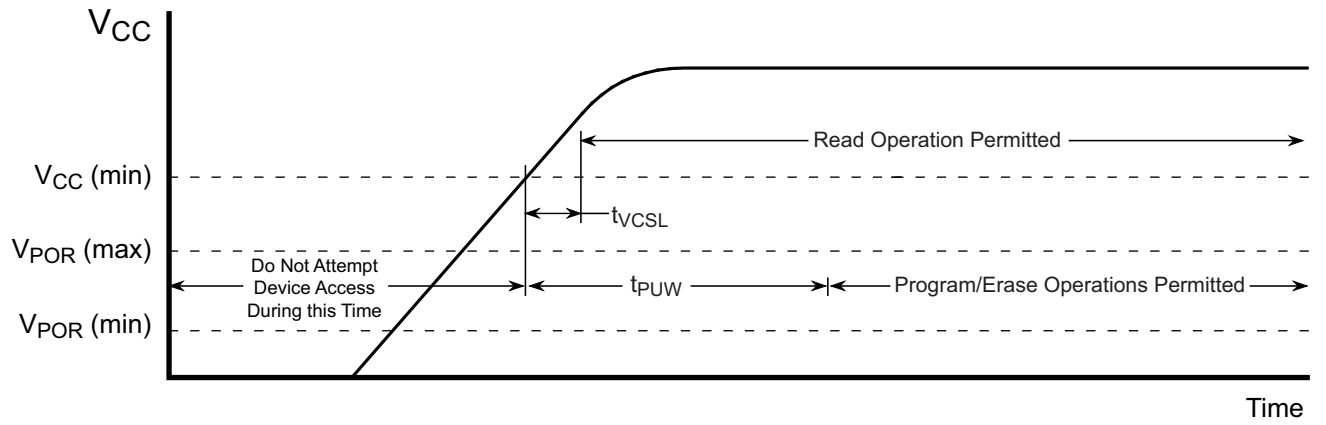 VCC
Read Operation Permitted
VCC (min)
tVCSL
VPOR (max)
Do Not Attempt
Device Access
During this Time
tPUW
Program/Erase Operations Permitted
VPOR (min)
Time